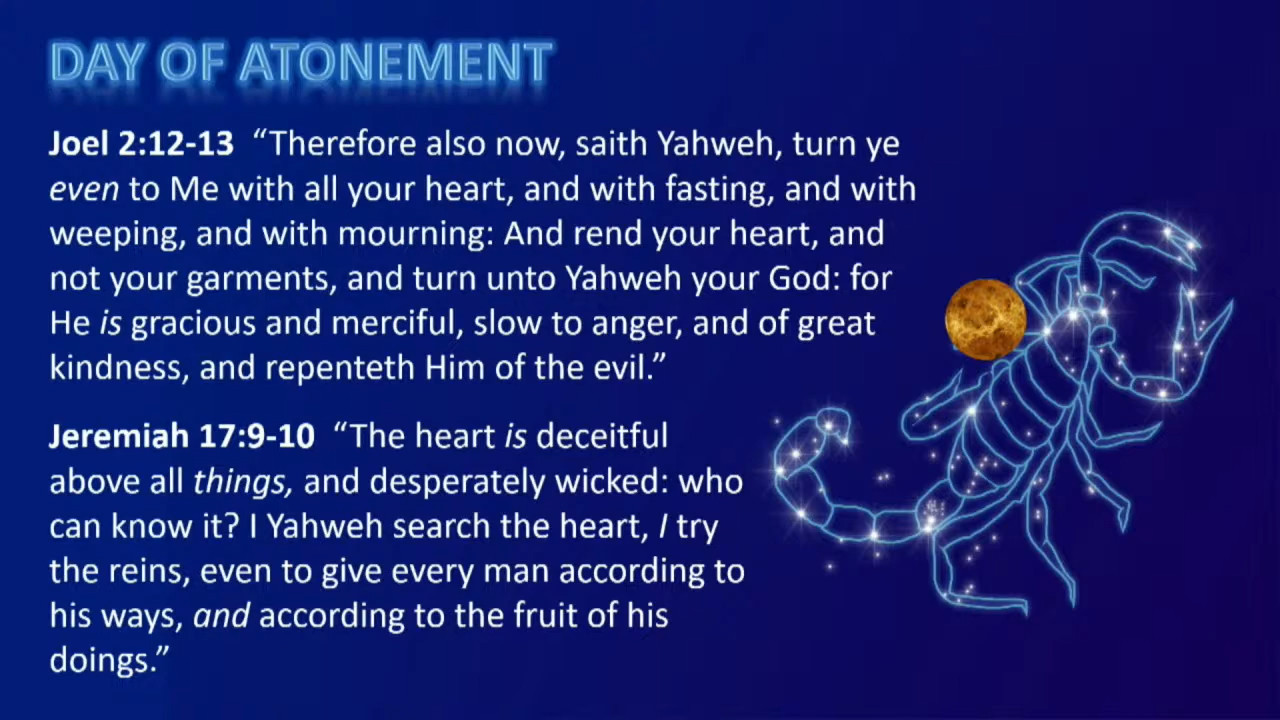 DAY OF ATONEMENT
Joel 2:12-13 “Therefore also now, saith Yahweh, turn ye
even to Me with all your heart, and with fasting, and with
weeping, and with mourning: And rend your heart, and
not your garments, and turn unto Yahweh your God: for
He is gracious and merciful, slow to anger, and of great
kindness, and repenteth Him of the evil.”
Jeremiah 17:9-10 “The heart is deceitful
above all things, and desperately wicked: who
can know it? I Yahweh search the heart, I try
the reins, even to give every man according to
his ways, and according to the fruit of his
doings.”